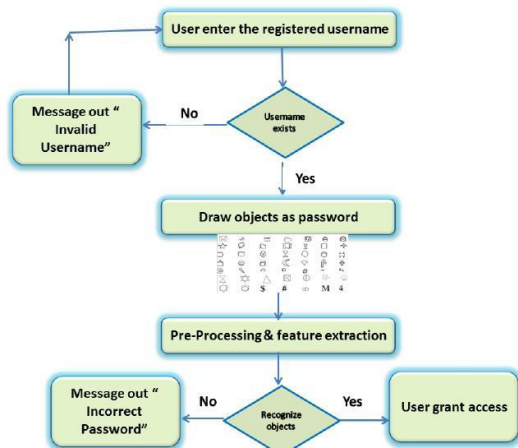 User enter the registered username
Message out “
Invalid
Username”
No
Username
exists
Yes
Draw objects as password
$ # M 4
Pre-Processing & feature extraction
Message out “
Incorrect
Password”
No
Recognize
objects
Yes
User grant access